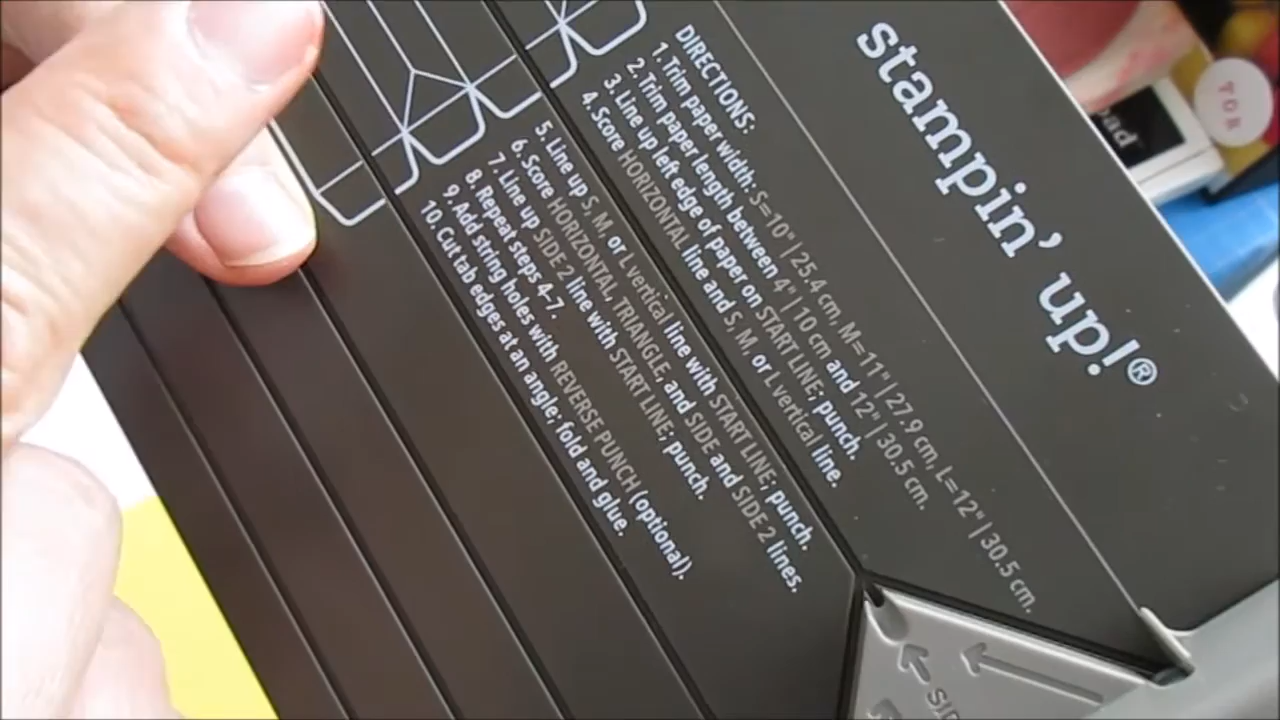 stampin' up!®
DIRECTIONS:
1. Trim paper width: S=10" | 25.4 cm, M=11" | 27.9 cm, L=12" | 30.5 cm.
2. Trim paper length between 4" | 10 cm and 12" | 30.5 cm.
3. Line up left edge of paper on START LINE; punch.
4. Score HORIZONTAL line and S, M, or L vertical line.
5. Line up S, M, or L vertical line with START LINE; punch.
6. Score HORIZONTAL, TRIANGLE, and SIDE and SIDE 2 lines.
7. Line up SIDE 2 line with START LINE; punch.
8. Repeat steps 4-7.
9. Add string holes with REVERSE PUNCH (optional).
10. Cut tab edges at an angle; fold and glue.
TOR